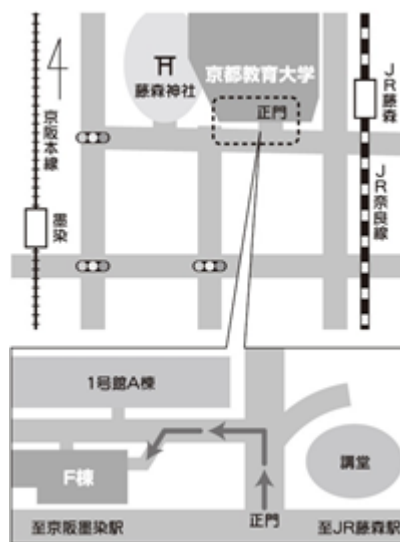 京都教育大学
藤森神社
正門
JR藤森
京阪本線
JR奈良線
墨染
1号館A棟
F棟
講堂
至京阪墨染駅
正門
至JR藤森駅